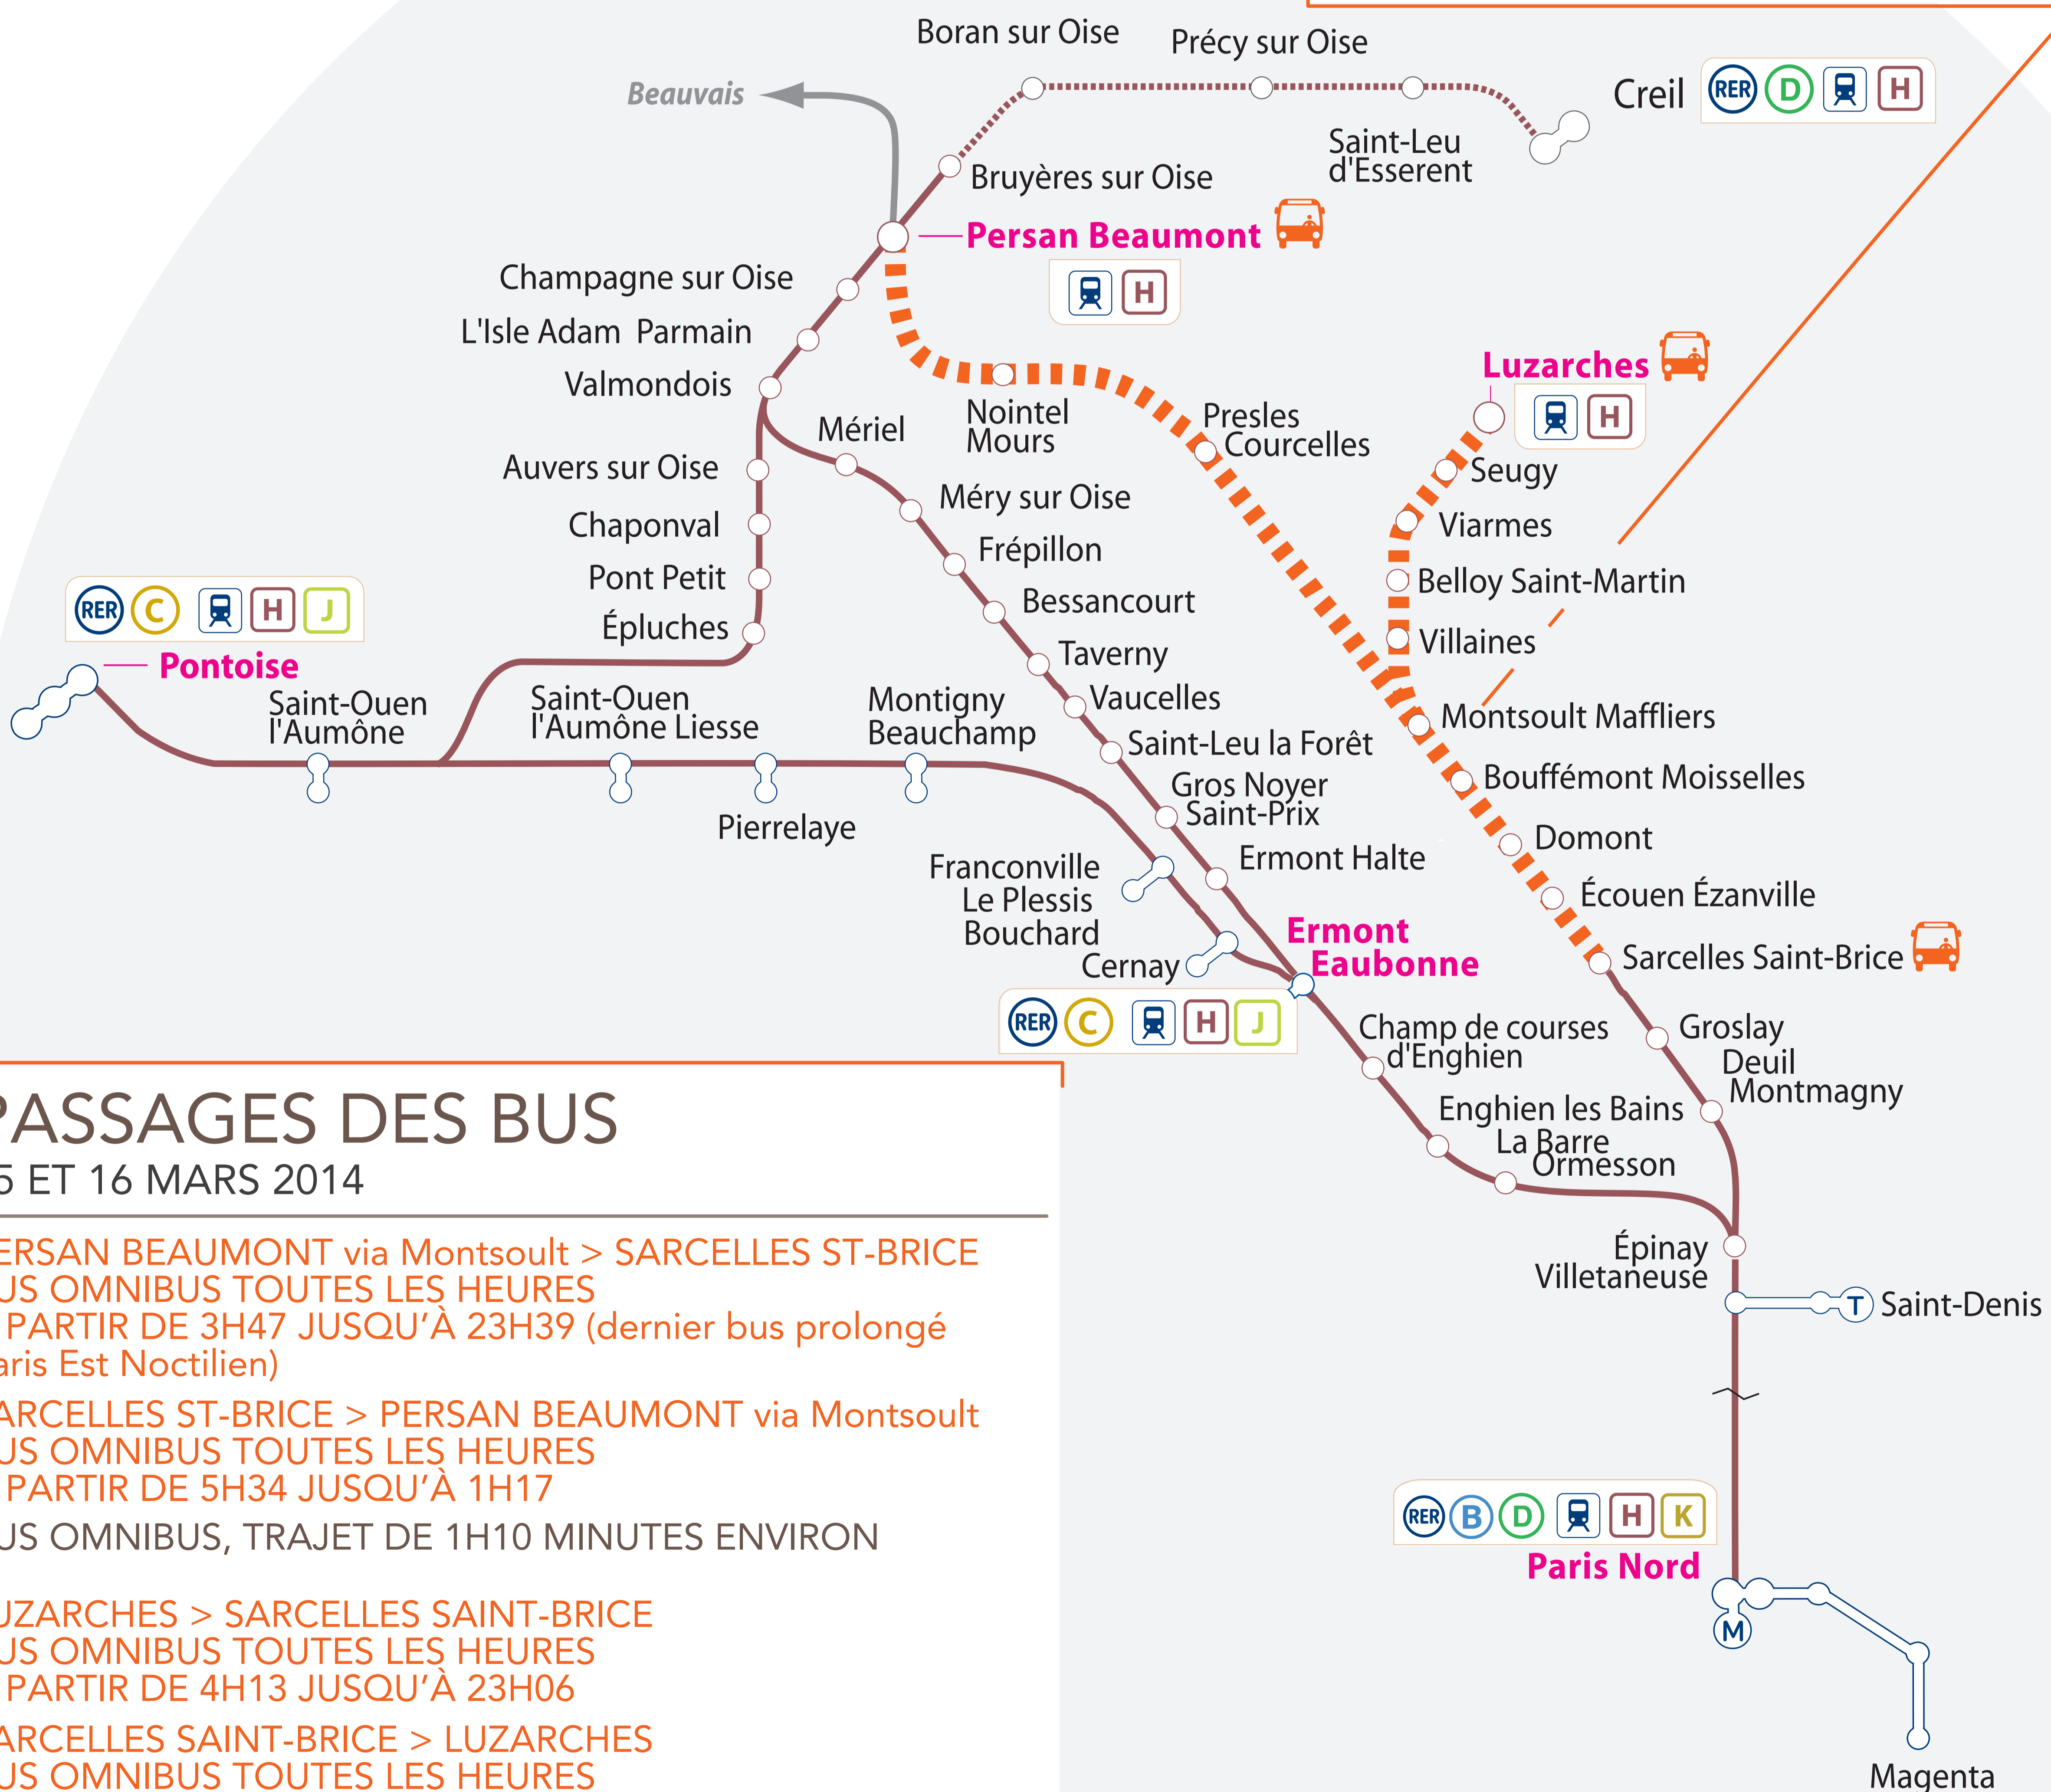 Boran sur Oise
Précy sur Oise
Beauvais
Creil
RER D H
Saint-Leu
d'Esserent
Bruyères sur Oise
Persan Beaumont
H
Champagne sur Oise
L'Isle Adam Parmain
Valmondois
Luzarches
H
Nointel
Mours
Presles
Courcelles
Mériel
Seugy
Auvers sur Oise
Méry sur Oise
Viarmes
Chaponval
Frépillon
Belloy Saint-Martin
Pont Petit
Bessancourt
Épluches
Villaines
RER C H J
Pontoise
Taverny
Vaucelles
Saint-Ouen
l'Aumône
Saint-Ouen
l'Aumône Liesse
Montigny
Beauchamp
Montsoult Maffliers
Saint-Leu la Forêt
Bouffémont Moisselles
Gros Noyer
Saint-Prix
Pierrelaye
Domont
Ermont Halte
Franconville
Le Plessis
Bouchard
Écouen Ézanville
Cernay
Ermont
Eaubonne
Sarcelles Saint-Brice
RER C H J
Champ de courses
d'Enghien
Groslay
Deuil
Montmagny
Enghien les Bains
La Barre
Ormesson
Épinay
Villetaneuse
T Saint-Denis
RER B D H K
Paris Nord
M
Magenta
PASSAGES DES BUS
5 ET 16 MARS 2014
ERSAN BEAUMONT via Montsoult > SARCELLES ST-BRICE
US OMNIBUS TOUTES LES HEURES
PARTIR DE 3H47 JUSQU'À 23H39 (dernier bus prolongé
aris Est Noctilien)
ARCELLES ST-BRICE > PERSAN BEAUMONT via Montsoult
US OMNIBUS TOUTES LES HEURES
PARTIR DE 5H34 JUSQU'À 1H17
US OMNIBUS, TRAJET DE 1H10 MINUTES ENVIRON
UZARCHES > SARCELLES SAINT-BRICE
US OMNIBUS TOUTES LES HEURES
PARTIR DE 4H13 JUSQU'À 23H06
ARCELLES SAINT-BRICE > LUZARCHES
US OMNIBUS TOUTES LES HEURES